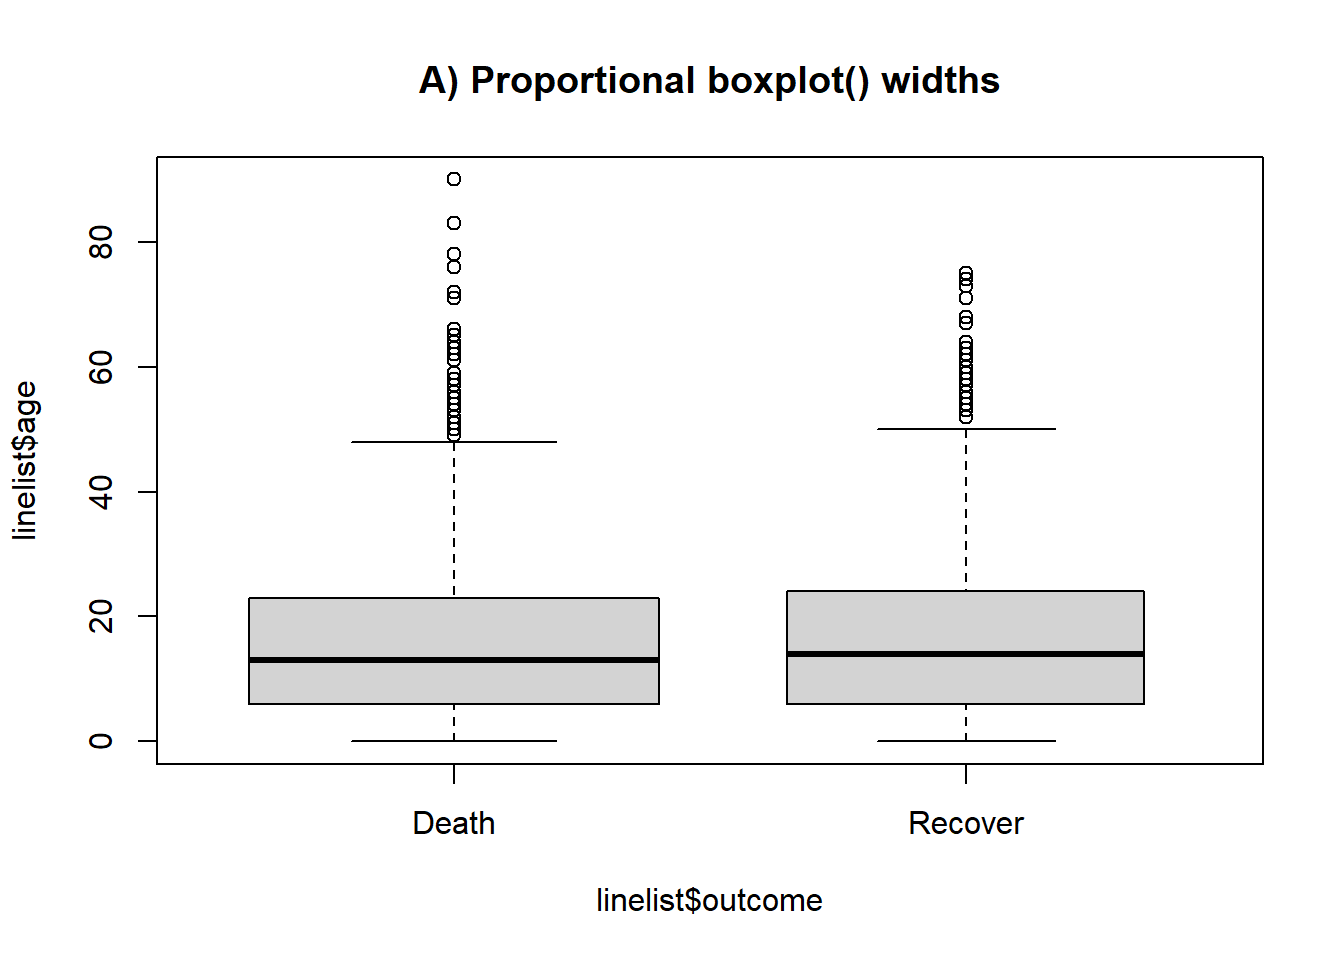 A) Proportional boxplot() widths
linelist$age
80
60
40
20
0
Death
Recover
linelist$outcome